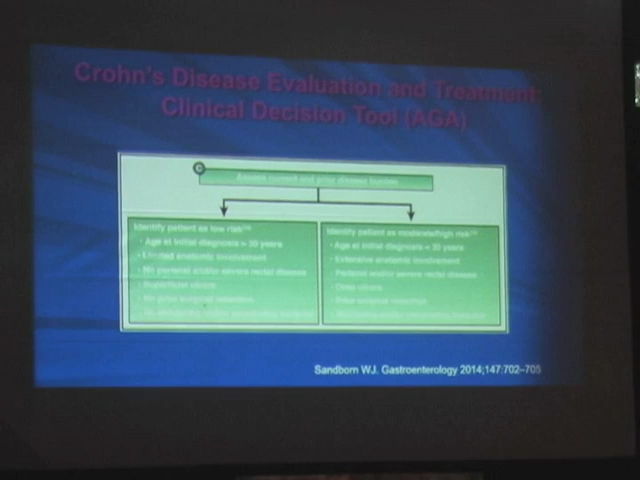 Crohn's Disease Evaluation and Treatment:
Clinical Decision Tool (AGA)
Assess current and prior disease burden
Identify patient as low risk
· Age at initial diagnosis > 30 years
· Limited anatomic involvement
· No perianal and/or severe rectal disease
· Superficial ulcers
· No prior surgical resection
Identify patient as moderate/high risk
· Age at initial diagnosis < 30 years
· Extensive anatomic involvement
· Perianal and/or severe rectal disease
· Deep ulcers
· Prior surgical resection
Sandborn WJ. Gastroenterology 2014;147:702–705